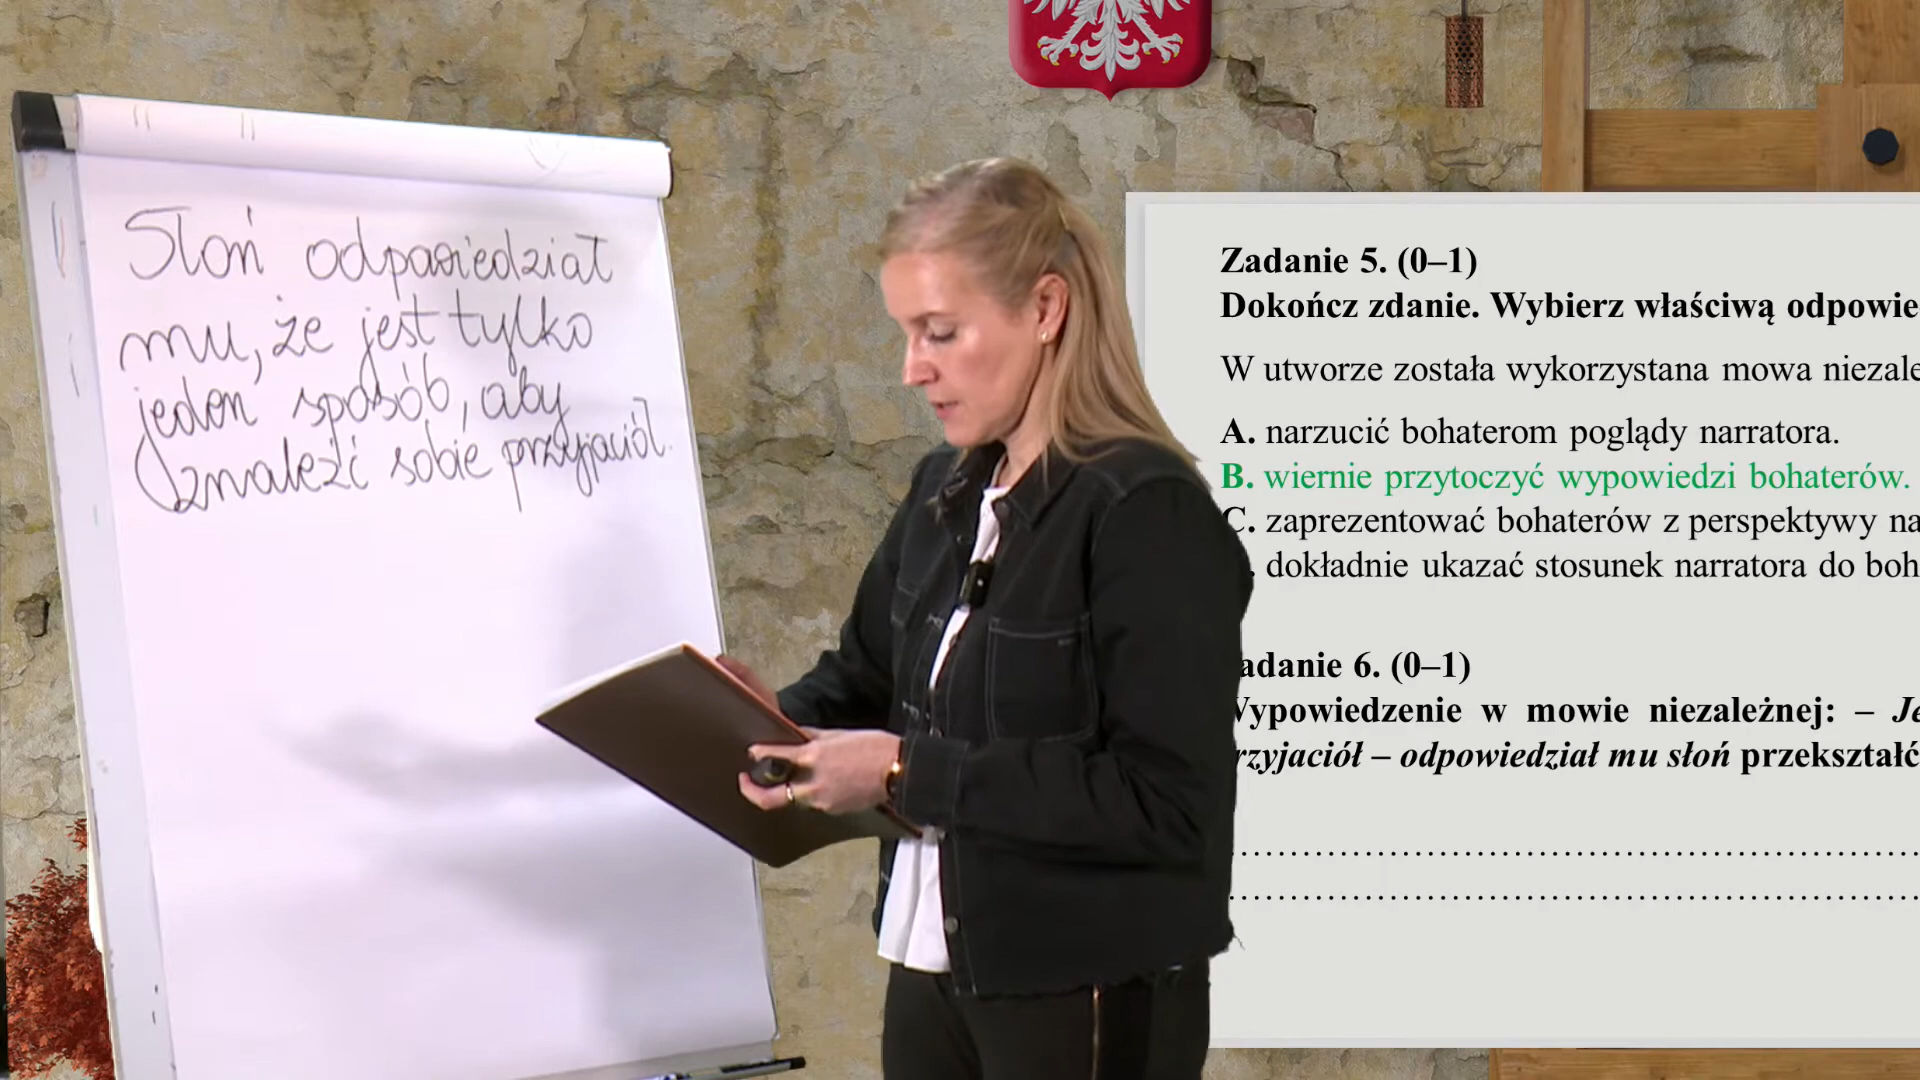 Słoń odpowiedział
mu, że jest tylko
jeden sposób, aby
znaleźć sobie przyjaciół.
Zadanie 5. (0–1)
Dokończ zdanie. Wybierz właściwą odpowie
W utworze została wykorzystana mowa niezale
A. narzucić bohaterom poglądy narratora.
B. wiernie przytoczyć wypowiedzi bohaterów.
C. zaprezentować bohaterów z perspektywy na
. dokładnie ukazać stosunek narratora do boh
adanie 6. (0–1)
Wypowiedzenie w mowie niezależnej: – Je
rzyjaciół – odpowiedział mu słoń przekształć